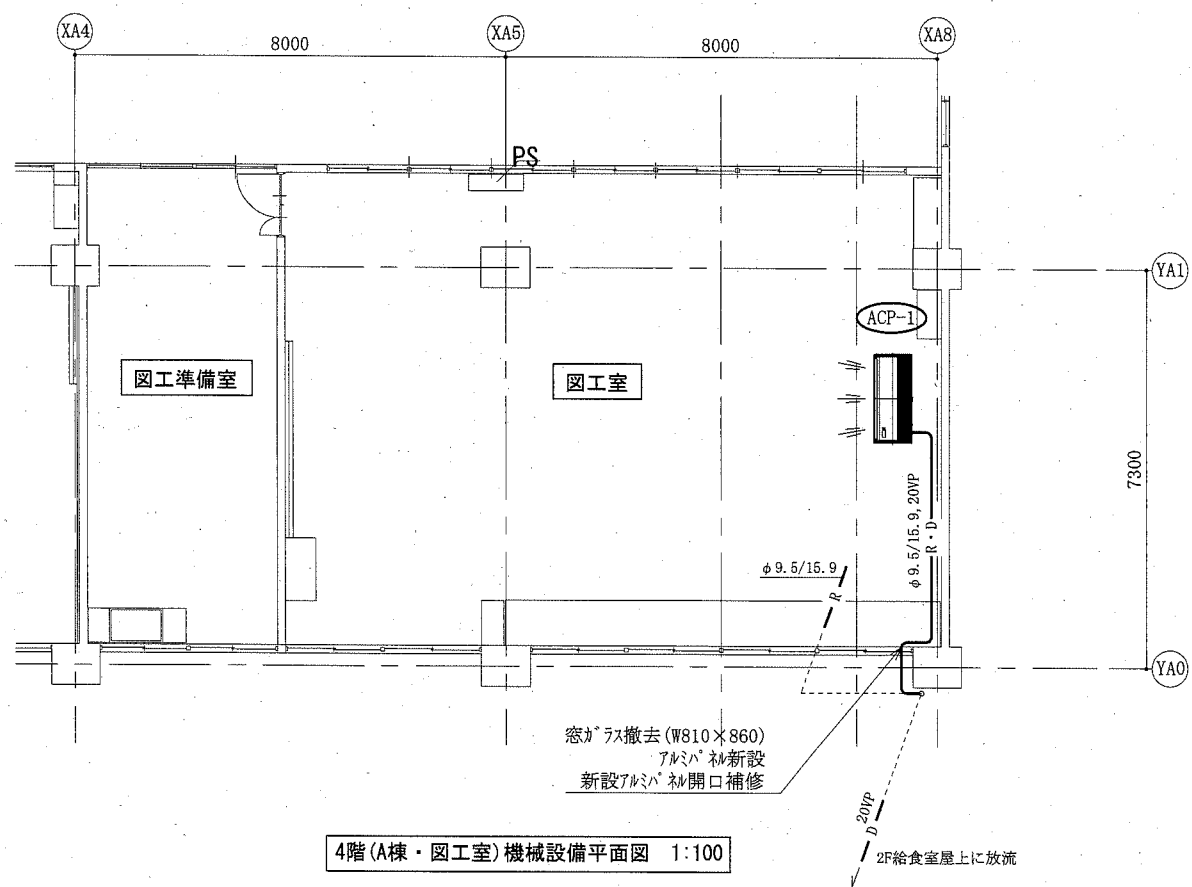 XA4
XA5
XA8
8000
8000
PS
YA1
ACP-1
図工準備室
図工室
7300
φ9.5/15.9,20VP
R・D
φ9.5/15.9
R
YA0
窓ｶﾞﾗｽ撤去(W810×860)
ｱﾙﾐﾊﾟﾈﾙ新設
新設ｱﾙﾐﾊﾟﾈﾙ開口補修
20VP
D
2F給食室屋上に放流
4階(A棟・図工室)機械設備平面図 1:100